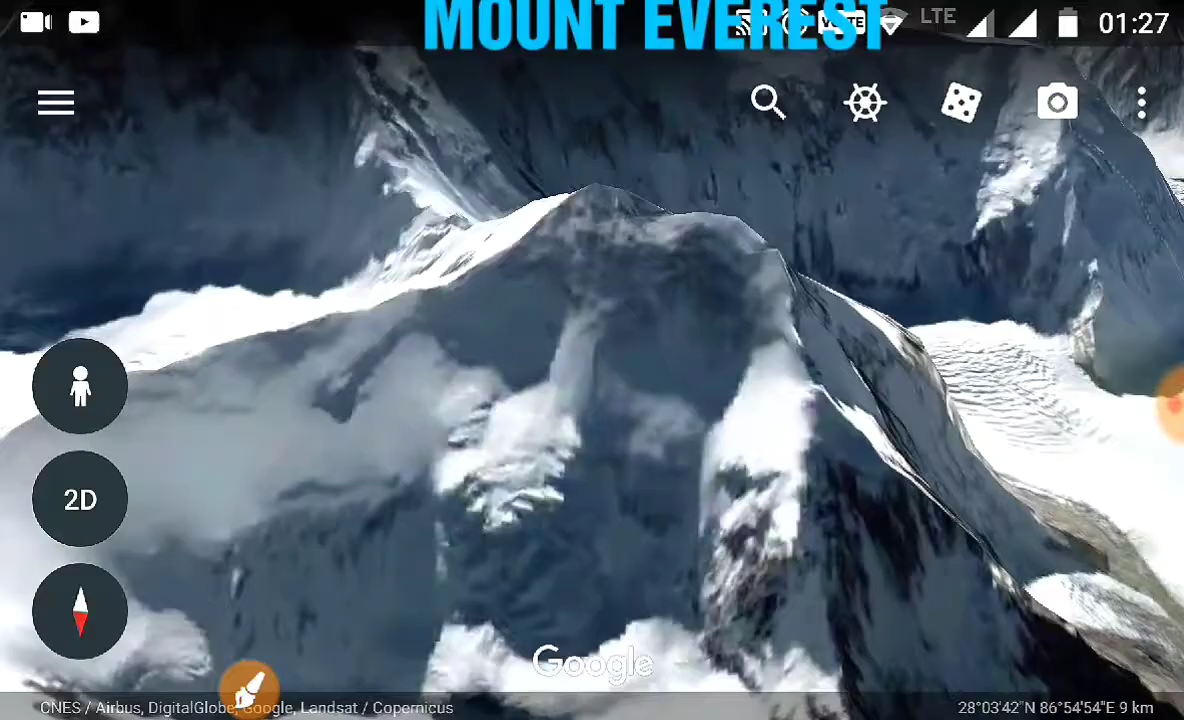 MOUNT EVEREST
LTE
01:27
2D
Google
CNES / Airbus, DigitalGlobe, Google, Landsat / Copernicus
28°03'42"N 86°54'54"E 9 km